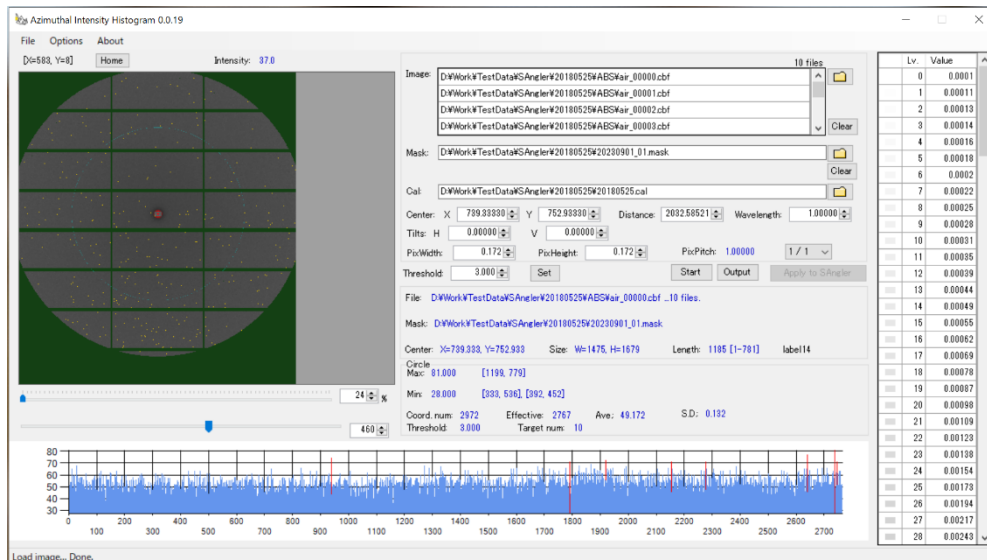 Azimuthal Intensity Histogram 0.0.19
File Options About
[X=583, Y=8] Home Intensity: 37.0
10 files
Image:
D:¥Work¥TestData¥SAngler¥20180525¥ABS¥air_00000.cbf
D:¥Work¥TestData¥SAngler¥20180525¥ABS¥air_00001.cbf
D:¥Work¥TestData¥SAngler¥20180525¥ABS¥air_00002.cbf
D:¥Work¥TestData¥SAngler¥20180525¥ABS¥air_00003.cbf
Clear
Mask: D:¥Work¥TestData¥SAngler¥20180525¥20230901_01.mask
Clear
Cal: D:¥Work¥TestData¥SAngler¥20180525¥20180525.cal
Center: X 739.33330 Y 752.93330 Distance: 2032.58521 Wavelength: 1.00000
Tilts: H 0.00000 V 0.00000
PixWidth: 0.172 PixHeight: 0.172 PixPitch: 1.00000 1 / 1
Threshold: 3.000 Set Start Output Apply to SAngler
File: D:¥Work¥TestData¥SAngler¥20180525¥ABS¥air_00000.cbf ...10 files.
Mask: D:¥Work¥TestData¥SAngler¥20180525¥20230901_01.mask
Center: X=739.333, Y=752.933 Size: W=1475, H=1679 Length: 1185 [1-781] label14
Circle
Max: 81.000 [1199, 779]
Min: 28.000 [333, 536], [392, 452]
Coord. num: 2972 Effective: 2767 Ave.: 49.172 S.D.: 0.132
Threshold: 3.000 Target num: 10
24 %
460
80
70
60
50
40
30
0 200 400 600 800 1000 1200 1400 1600 1800 2000 2200 2400 2600
100 300 500 700 900 1100 1300 1500 1700 1900 2100 2300 2500 2700
Lv. Value
0 0.0001
1 0.00011
2 0.00013
3 0.00014
4 0.00016
5 0.00018
6 0.0002
7 0.00022
8 0.00025
9 0.00028
10 0.00031
11 0.00035
12 0.00039
13 0.00044
14 0.00049
15 0.00055
16 0.00062
17 0.00069
18 0.00078
19 0.00087
20 0.00098
21 0.00109
22 0.00123
23 0.00138
24 0.00154
25 0.00173
26 0.00194
27 0.00217
28 0.00243
Load image... Done.